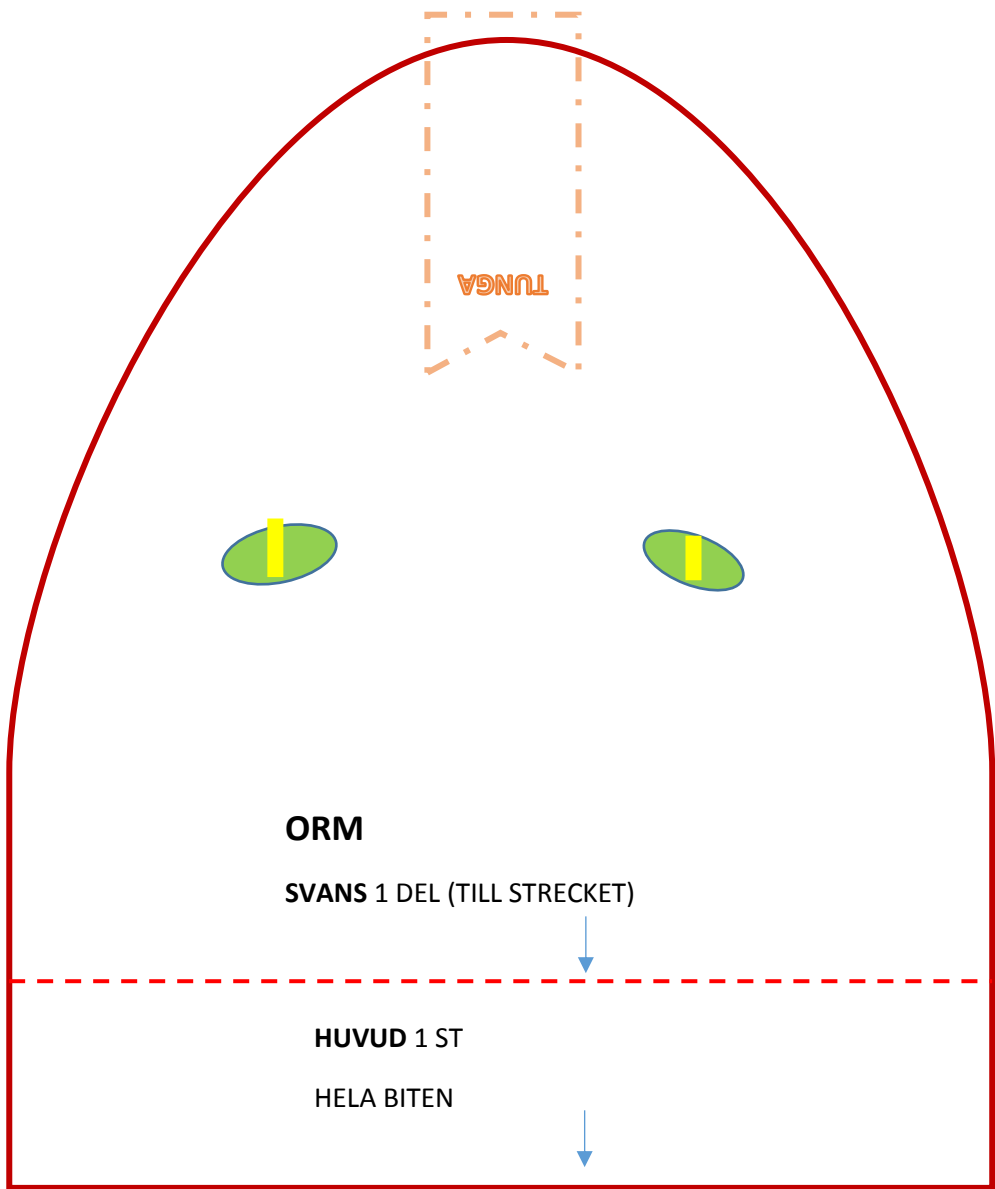 TUNGA
ORM
SVANS 1 DEL (TILL STRECKET)
HUVUD 1 ST
HELA BITEN